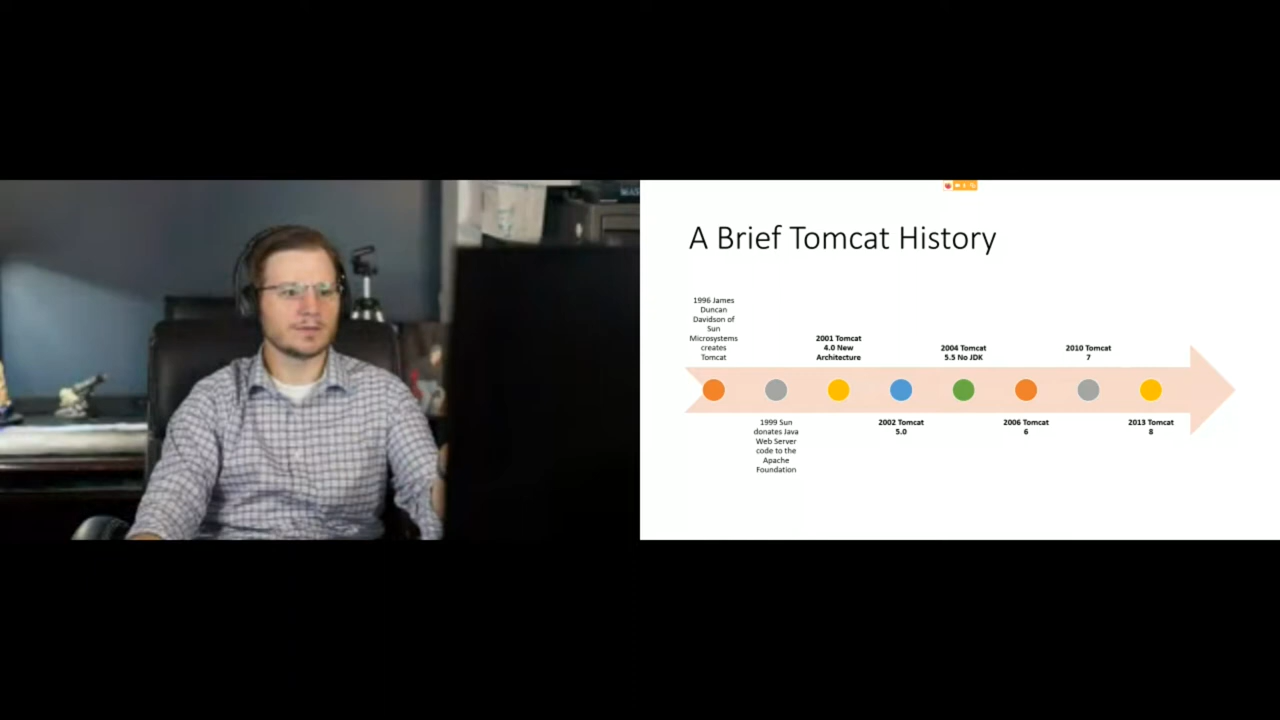 A Brief Tomcat History
1996 James
Duncan
Davidson of
Sun
Microsystems
creates
Tomcat
1999 Sun
donates Java
Web Server
code to the
Apache
Foundation
2001 Tomcat
4.0 New
Architecture
2002 Tomcat
5.0
2004 Tomcat
5.5 No JDK
2006 Tomcat
6
2010 Tomcat
7
2013 Tomcat
8